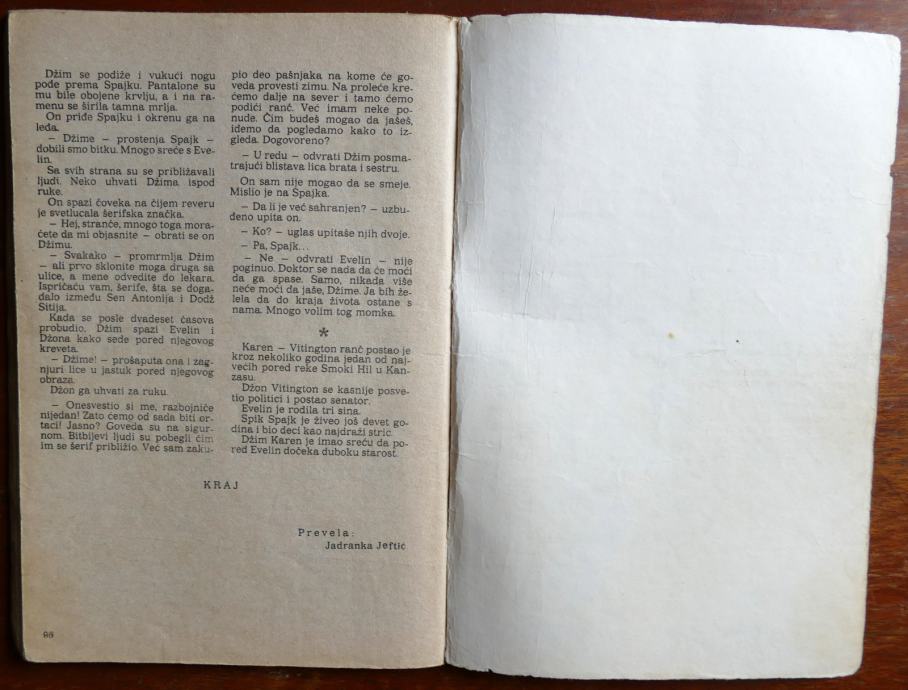 Džim se podiže i vukući nogu
pođe prema Spajku. Pantalone su
mu bile obojene krvlju, a i na ra-
menu se širila tamna mrlja.
On priđe Spajku i okrenu ga na
leđa.
— Džime — prostenja Spajk —
dobili smo bitku. Mnogo sreće s Eve-
lin.
Sa svih strana su se približavali
ljudi. Neko uhvati Džima ispod
ruke.
On spazi čoveka na čijem reveru
je svetlucala šerifska značka.
— Hej, stranče, mnogo toga mora-
ćete da mi objasnite — obrati se on
Džimu.
— Svakako — promrmlja Džim
— ali prvo sklonite moga druga sa
ulice, a mene odvedite do lekara.
Ispričaću vam, šerife, šta se doga-
dalo između Sen Antonija i Dodž
Sitija.
Kada se posle dvadeset časova
probudio, Džim spazi Evelin i
Džona kako sede pored njegovog
kreveta.
— Džime! — prošaputa ona i zag-
njuri lice u jastuk pored njegovog
obraza.
Džon ga uhvati za ruku.
— Onesvestio si me, razbojniče
nijedan! Zato ćemo od sada biti or-
taci! Jasno? Goveda su na sigur-
nom. Bitbijevi ljudi su pobegli čim
im se šerif približio. Već sam zaku-
pio deo pašnjaka na kome će go-
veda provesti zimu. Na proleće kre-
ćemo dalje na sever i tamo ćemo
podići ranč. Već imam neke po-
nude. Čim budeš mogao da jašeš,
idemo da pogledamo kako to iz-
gleda. Dogovoreno?
— U redu — odvrati Džim posma-
trajući blistava lica brata i sestru.
On sam nije mogao da se smeje.
Mislio je na Spajka.
— Da li je već sahranjen? — uzbu-
đeno upita on.
— Ko? — uglas upitaše njih dvoje.
— Pa, Spajk...
— Ne — odvrati Evelin — nije
poginuo. Doktor se nada da će moći
da ga spase. Samo, nikada više
neće moći da jaše, Džime. Ja bih že-
lela da do kraja života ostane s
nama. Mnogo volim tog momka.
*
Karen — Vitington ranč postao je
kroz nekoliko godina jedan od naj-
većih pored reke Smoki Hil u Kan-
zasu.
Džon Vitington se kasnije posve-
tio politici i postao senator.
Evelin je rodila tri sina.
Spik Spajk je živeo još devet go-
dina i bio deci kao najdraži stric.
Džim Karen je imao sreću da po-
red Evelin dočeka duboku starost.
KRAJ
Prevela:
Jadranka Jeftić
96